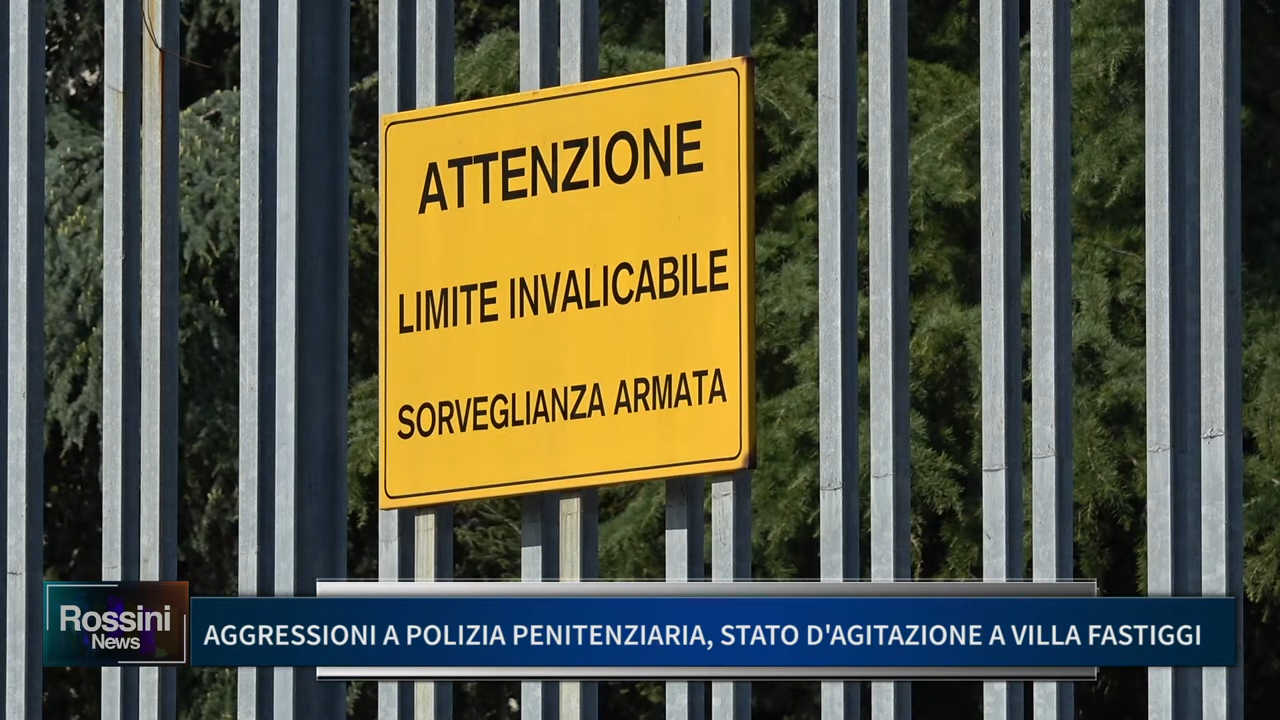 ATTENZIONE
LIMITE INVALICABILE
SORVEGLIANZA ARMATA
Rossini
News
AGGRESSIONI A POLIZIA PENITENZIARIA, STATO D'AGITAZIONE A VILLA FASTIGGI